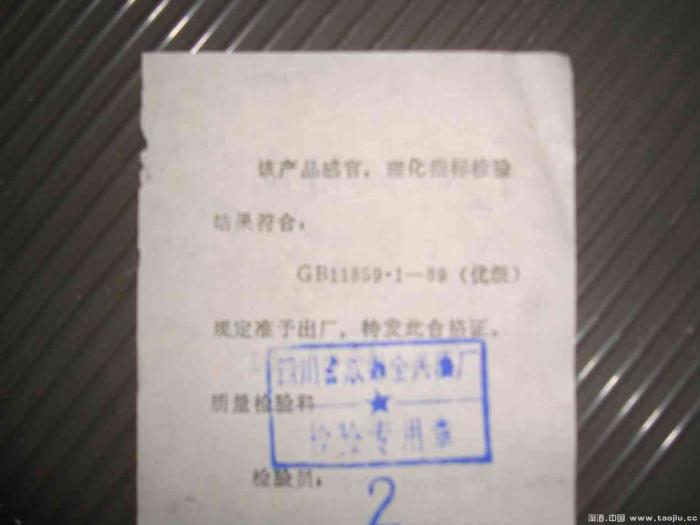 该产品感官，理化指标检验
结果符合：
GB11859·1—89（优级）
规定准予出厂，特发此合格证。
四川省成都全兴酒厂
质量检验科
★
检验专用章
检验员：
2
淘酒.中国 www.taojiu.cc